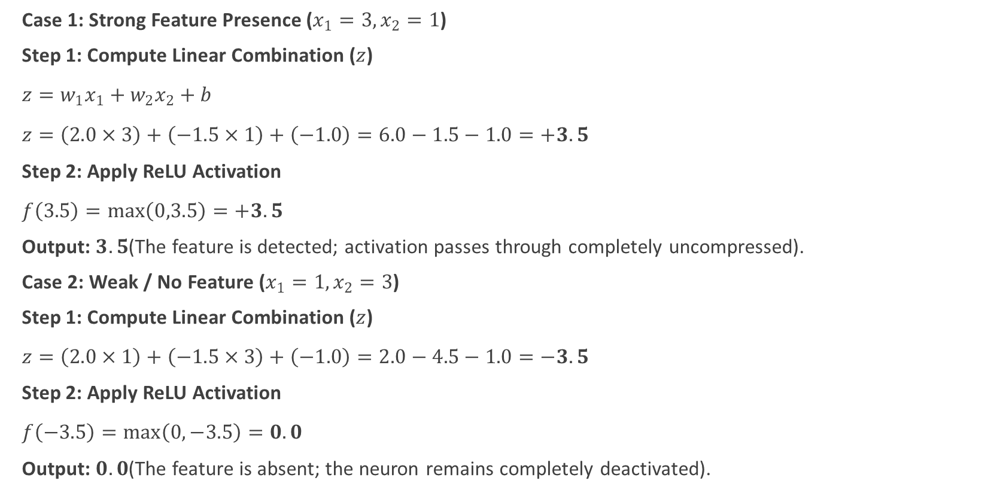 Case 1: Strong Feature Presence (x₁ = 3, x₂ = 1)
Step 1: Compute Linear Combination (z)
z = w₁x₁ + w₂x₂ + b
z = (2.0 × 3) + (−1.5 × 1) + (−1.0) = 6.0 − 1.5 − 1.0 = +3.5
Step 2: Apply ReLU Activation
f(3.5) = max(0,3.5) = +3.5
Output: 3.5(The feature is detected; activation passes through completely uncompressed).
Case 2: Weak / No Feature (x₁ = 1, x₂ = 3)
Step 1: Compute Linear Combination (z)
z = (2.0 × 1) + (−1.5 × 3) + (−1.0) = 2.0 − 4.5 − 1.0 = −3.5
Step 2: Apply ReLU Activation
f(−3.5) = max(0, −3.5) = 0.0
Output: 0.0(The feature is absent; the neuron remains completely deactivated).